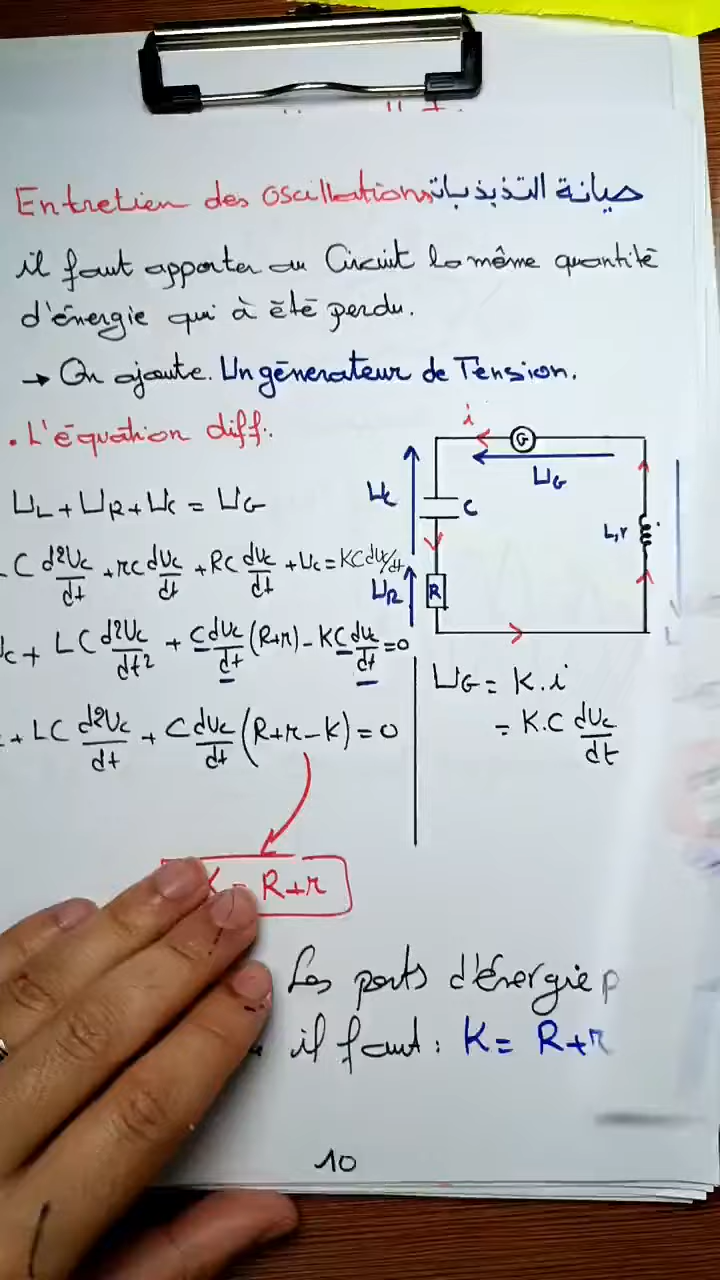 Entretien des oscillations صيانة التذبذبات
il faut apporter au Circuit la même quantité
d'énergie qui à été perdu.
→ On ajoute. Un génerateur de Tension.
. L'équation diff:
i
G
UG
Uc
C
L,r
UR
R
UL + UR + Uc = UG
C d2Uc/dt + rc duc/dt + RC duc/dt + Uc = KC duc/dt
+ LC d2Uc/dt2 + C duc/dt (R+r) - KC duc/dt = 0
+ LC d2Uc/dt + C duc/dt (R+r-K) = 0
UG = K.i
= K.C dUc/dt
K = R+r
Les perts d'énergie p
il faut : K = R+r
10